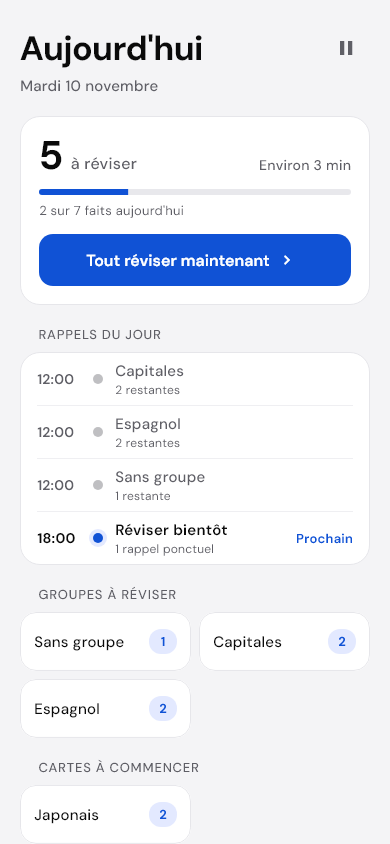 Aujourd'hui
Mardi 10 novembre
5 à réviser
Environ 3 min
2 sur 7 faits aujourd'hui
Tout réviser maintenant
RAPPELS DU JOUR
12:00 Capitales
2 restantes
12:00 Espagnol
2 restantes
12:00 Sans groupe
1 restante
18:00 Réviser bientôt Prochain
1 rappel ponctuel
GROUPES À RÉVISER
Sans groupe 1
Capitales 2
Espagnol 2
CARTES À COMMENCER
Japonais 2